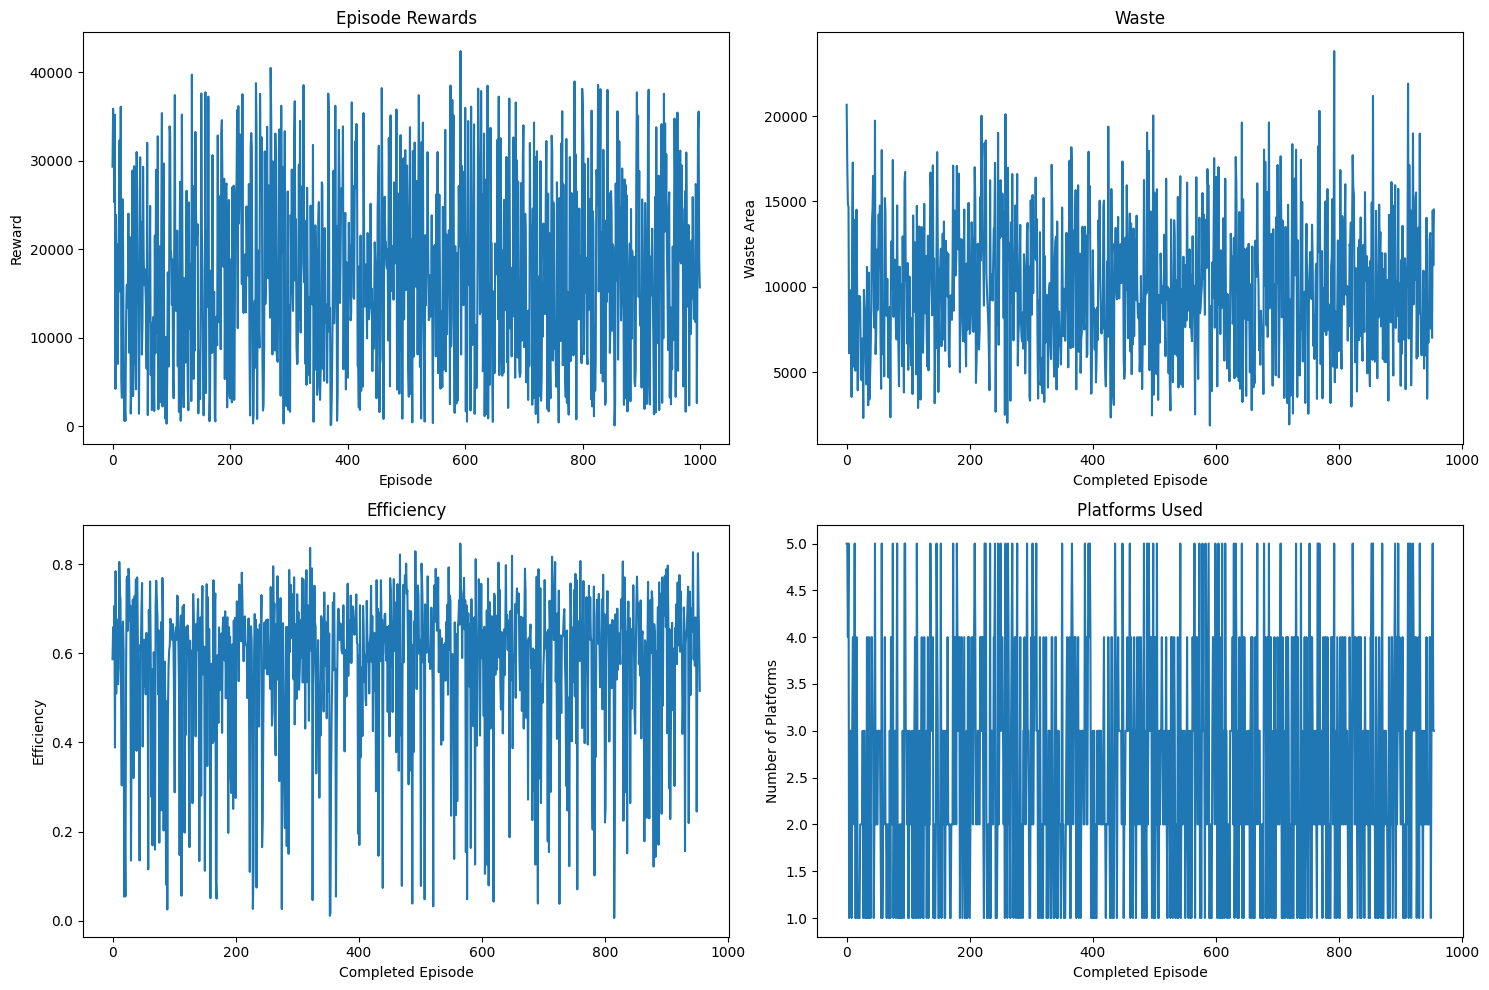 Episode Rewards
Reward
40000
30000
20000
10000
0
0 200 400 600 800 1000
Episode
Waste
Waste Area
20000
15000
10000
5000
0 200 400 600 800 1000
Completed Episode
Efficiency
Efficiency
0.8
0.6
0.4
0.2
0.0
0 200 400 600 800 1000
Completed Episode
Platforms Used
Number of Platforms
5.0
4.5
4.0
3.5
3.0
2.5
2.0
1.5
1.0
0 200 400 600 800 1000
Completed Episode